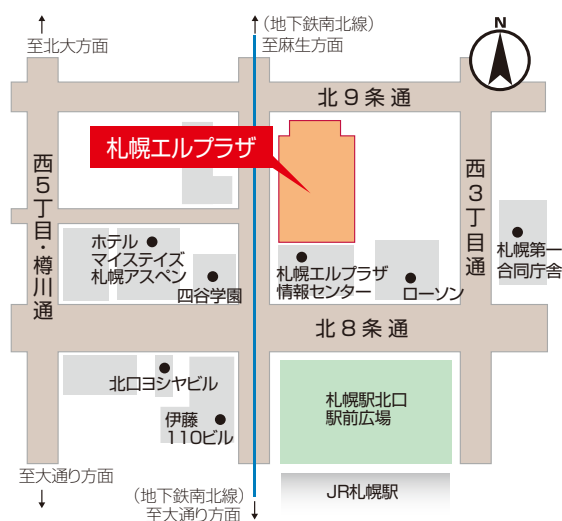 ↑(地下鉄南北線)
至麻生方面
↑
至北大方面
N
北9条通
札幌エルプラザ
西5丁目・樽川通
西3丁目通
ホテル
マイステイズ
札幌アスペン
四谷学園
札幌エルプラザ
情報センター
ローソン
札幌第一
合同庁舎
北8条通
北口ヨシヤビル
伊藤
110ビル
札幌駅北口
駅前広場
JR札幌駅
至大通り方面
↓
(地下鉄南北線)
至大通り方面↓